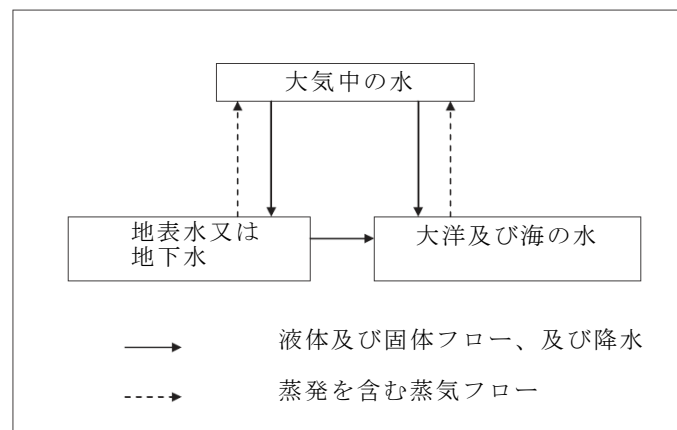 大気中の水
地表水又は
地下水
大洋及び海の水
液体及び固体フロー、及び降水
蒸発を含む蒸気フロー